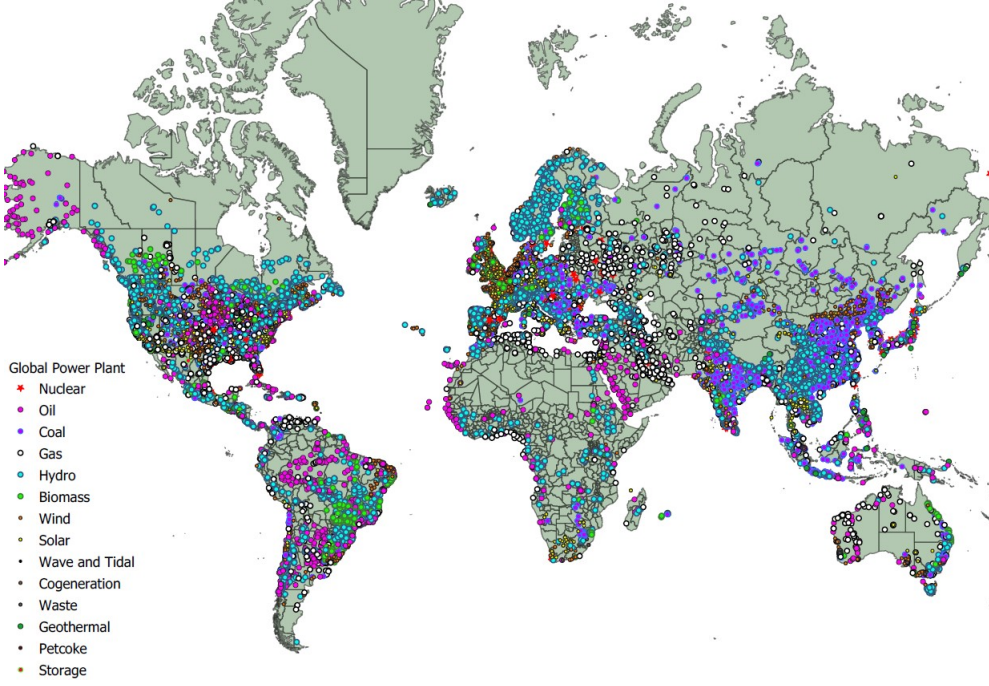 Global Power Plant
Nuclear
Oil
Coal
Gas
Hydro
Biomass
Wind
Solar
Wave and Tidal
Cogeneration
Waste
Geothermal
Petcoke
Storage